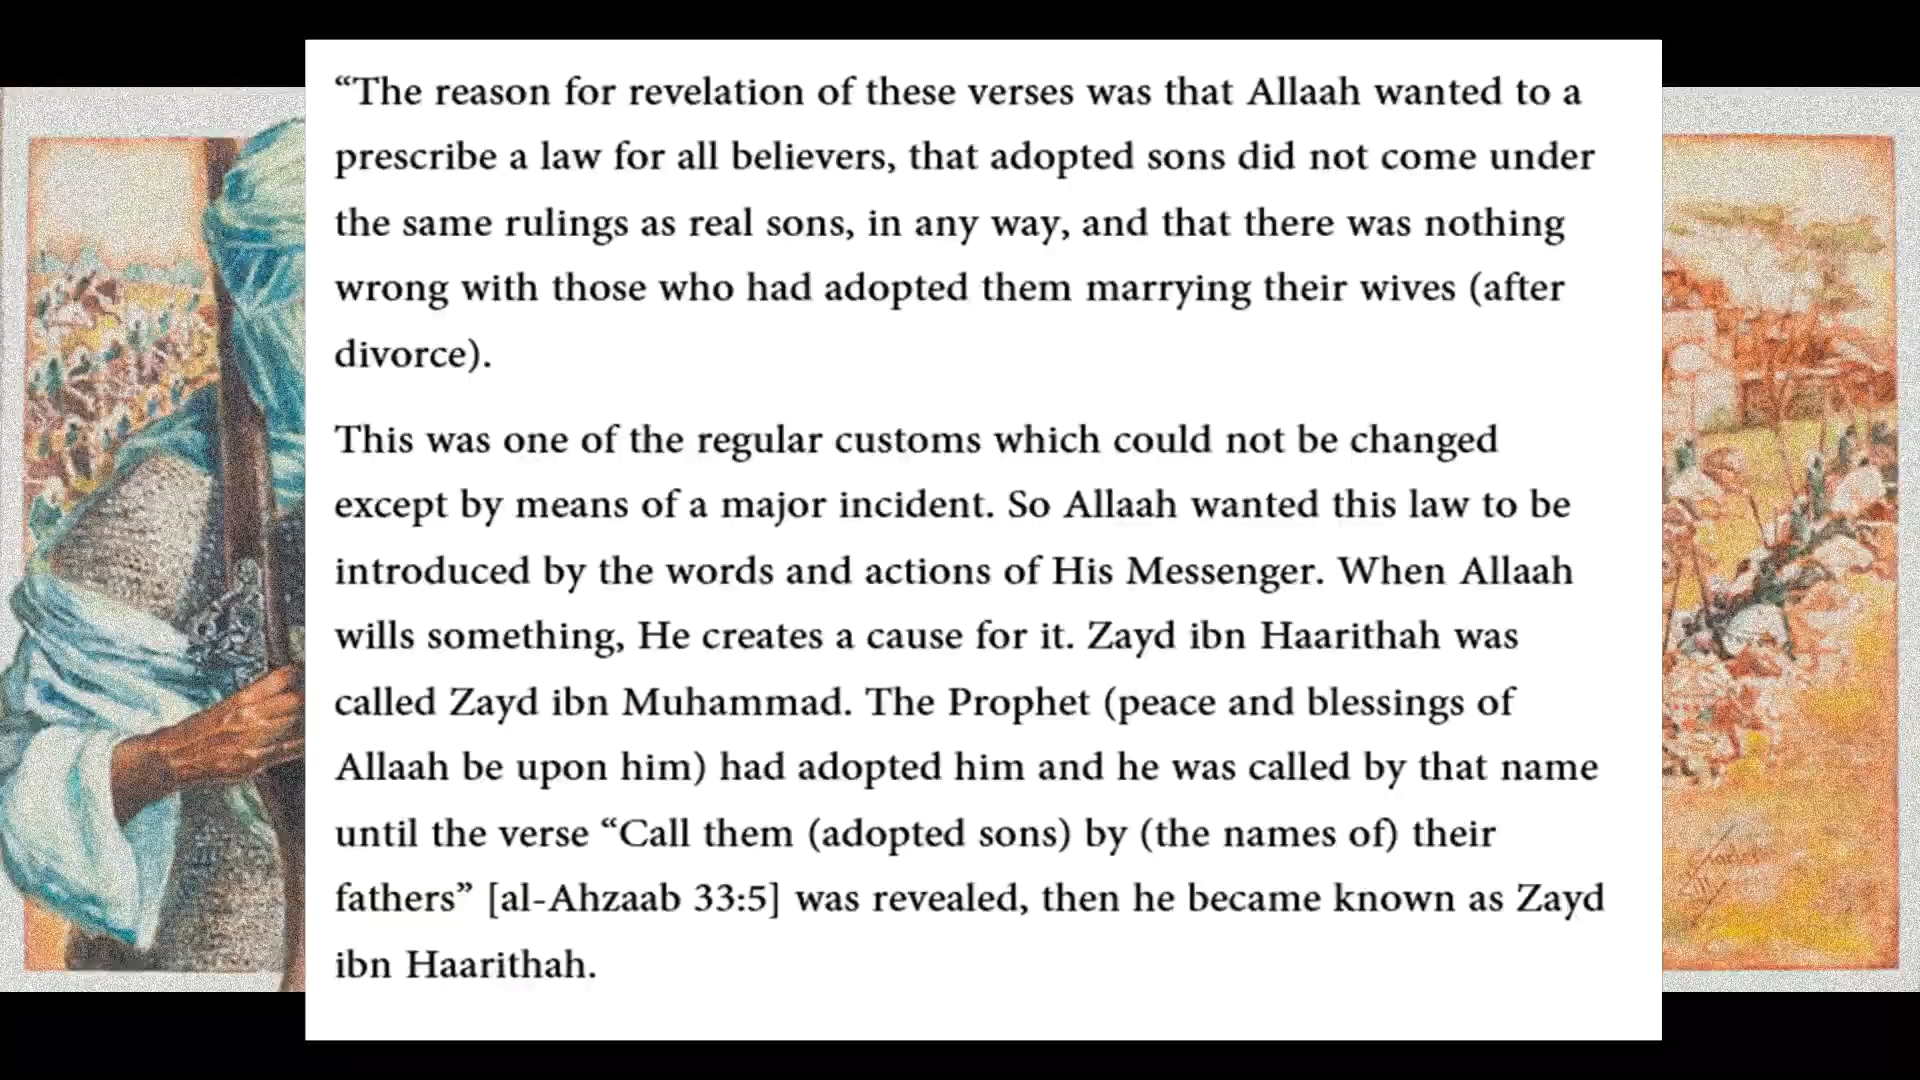 “The reason for revelation of these verses was that Allaah wanted to a
prescribe a law for all believers, that adopted sons did not come under
the same rulings as real sons, in any way, and that there was nothing
wrong with those who had adopted them marrying their wives (after
divorce).
This was one of the regular customs which could not be changed
except by means of a major incident. So Allaah wanted this law to be
introduced by the words and actions of His Messenger. When Allaah
wills something, He creates a cause for it. Zayd ibn Haarithah was
called Zayd ibn Muhammad. The Prophet (peace and blessings of
Allaah be upon him) had adopted him and he was called by that name
until the verse “Call them (adopted sons) by (the names of) their
fathers” [al-Ahzaab 33:5] was revealed, then he became known as Zayd
ibn Haarithah.